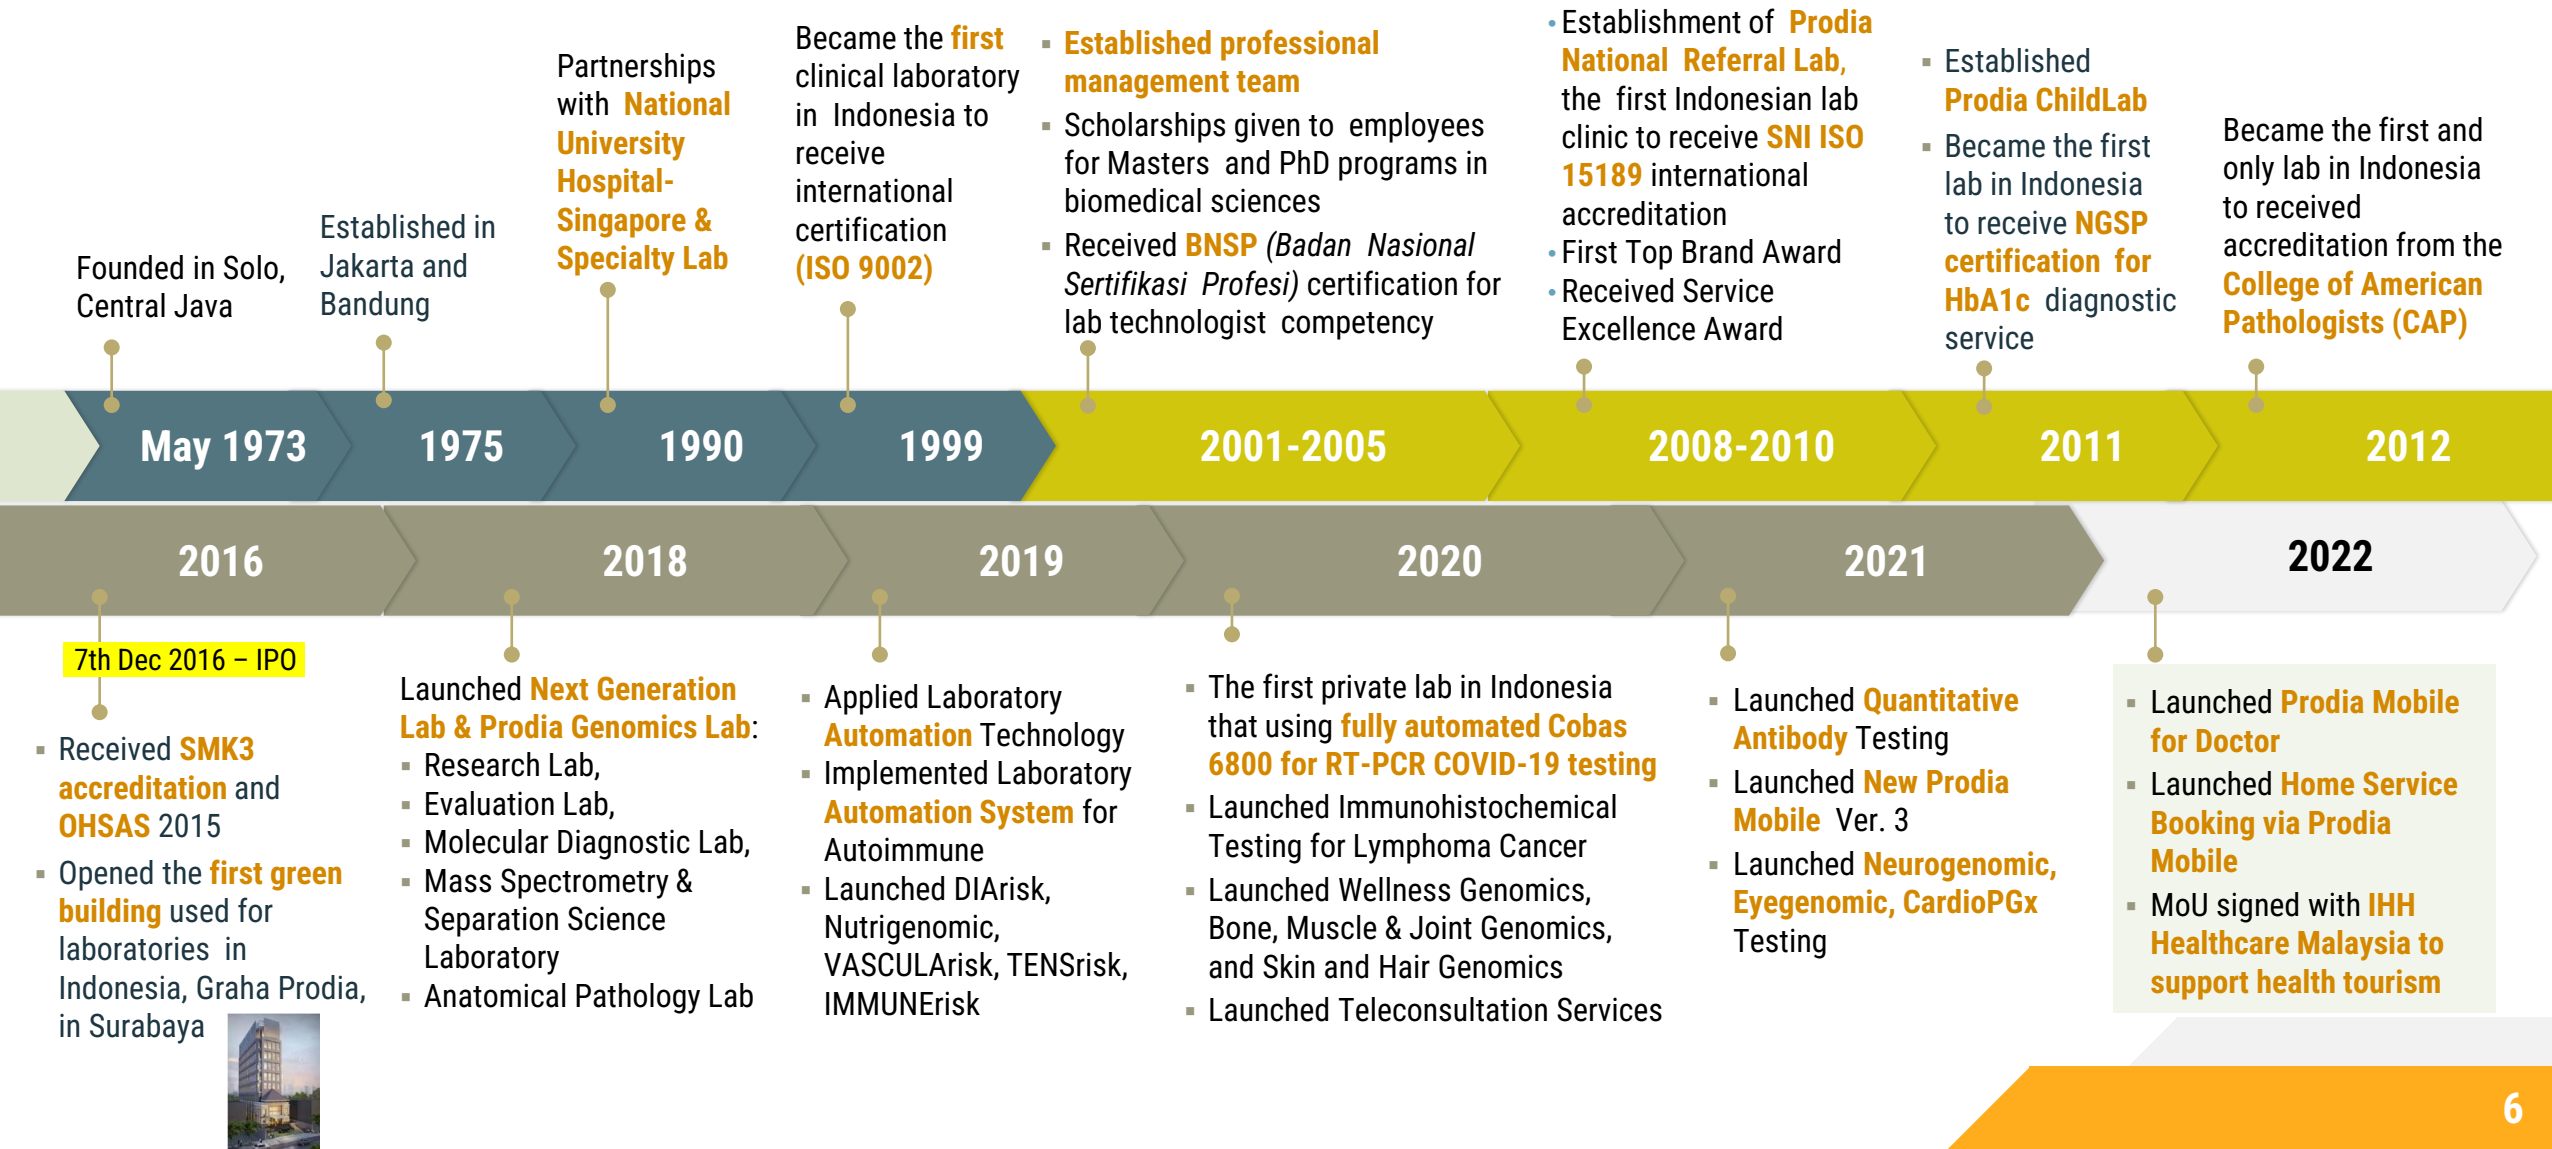 Founded in Solo,
Central Java
Established in
Jakarta and
Bandung
Partnerships
with National
University
Hospital-
Singapore &
Specialty Lab
Became the first
clinical laboratory
in Indonesia to
receive
international
certification
(ISO 9002)
▪ Established professional
management team
▪ Scholarships given to employees
for Masters and PhD programs in
biomedical sciences
▪ Received BNSP (Badan Nasional
Sertifikasi Profesi) certification for
lab technologist competency
• Establishment of Prodia
National Referral Lab,
the first Indonesian lab
clinic to receive SNI ISO
15189 international
accreditation
• First Top Brand Award
• Received Service
Excellence Award
▪ Established
Prodia ChildLab
▪ Became the first
lab in Indonesia
to receive NGSP
certification for
HbA1c diagnostic
service
Became the first and
only lab in Indonesia
to received
accreditation from the
College of American
Pathologists (CAP)
May 1973
1975
1990
1999
2001-2005
2008-2010
2011
2012
2016
2018
2019
2020
2021
2022
7th Dec 2016 – IPO
▪ Received SMK3
accreditation and
OHSAS 2015
▪ Opened the first green
building used for
laboratories in
Indonesia, Graha Prodia,
in Surabaya
Launched Next Generation
Lab & Prodia Genomics Lab:
▪ Research Lab,
▪ Evaluation Lab,
▪ Molecular Diagnostic Lab,
▪ Mass Spectrometry &
Separation Science
Laboratory
▪ Anatomical Pathology Lab
▪ Applied Laboratory
Automation Technology
▪ Implemented Laboratory
Automation System for
Autoimmune
▪ Launched DIArisk,
Nutrigenomic,
VASCULArisk, TENSrisk,
IMMUNErisk
▪ The first private lab in Indonesia
that using fully automated Cobas
6800 for RT-PCR COVID-19 testing
▪ Launched Immunohistochemical
Testing for Lymphoma Cancer
▪ Launched Wellness Genomics,
Bone, Muscle & Joint Genomics,
and Skin and Hair Genomics
▪ Launched Teleconsultation Services
▪ Launched Quantitative
Antibody Testing
▪ Launched New Prodia
Mobile Ver. 3
▪ Launched Neurogenomic,
Eyegenomic, CardioPGx
Testing
▪ Launched Prodia Mobile
for Doctor
▪ Launched Home Service
Booking via Prodia
Mobile
▪ MoU signed with IHH
Healthcare Malaysia to
support health tourism
6